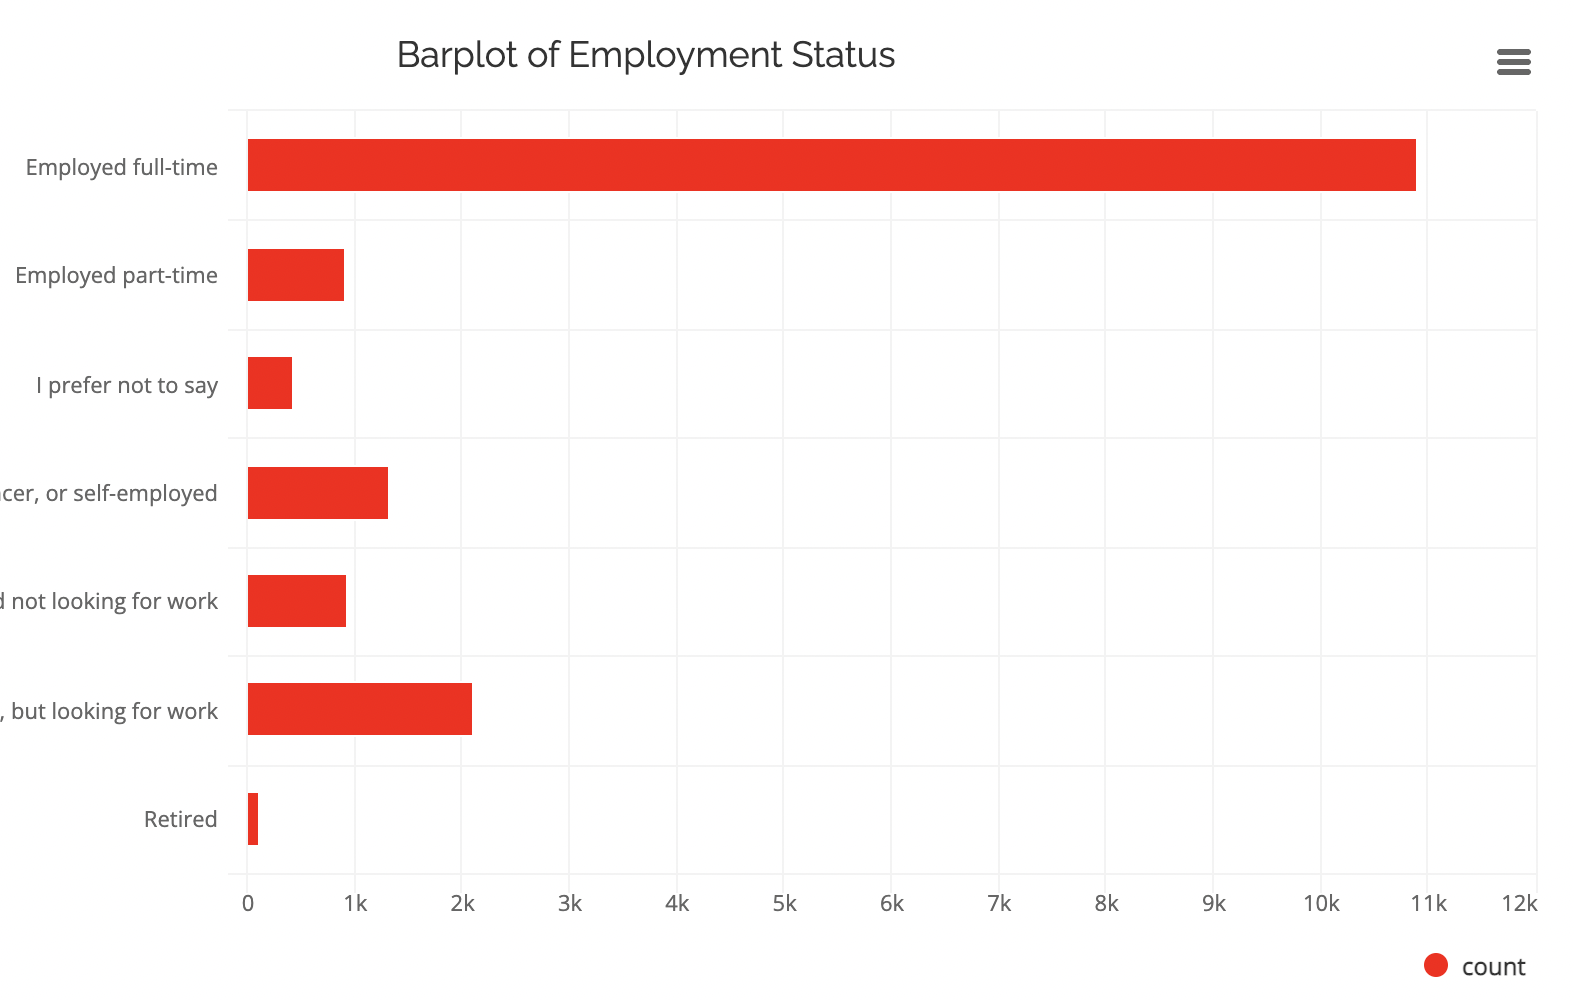 Barplot of Employment Status
Employed full-time
Employed part-time
I prefer not to say
or self-employed
not looking for work
, but looking for work
Retired
0 1k 2k 3k 4k 5k 6k 7k 8k 9k 10k 11k 12k
count